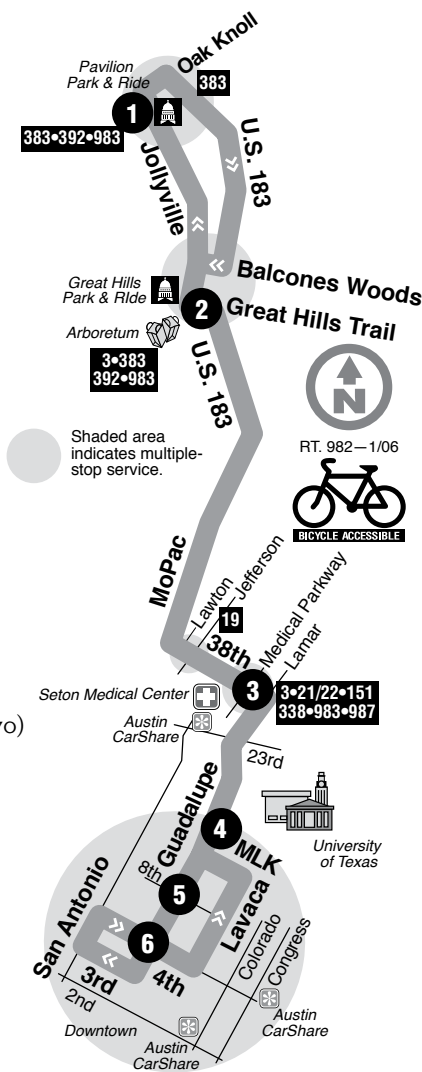 Oak Knoll
Pavilion
Park & Ride
383
1
383•392•983
Jollyville
U.S. 183
Great Hills
Park & RIde
Balcones Woods
2
Great Hills Trail
Arboretum
3•383
392•983
U.S. 183
N
Shaded area
indicates multiple-
stop service.
RT. 982—1/06
BICYCLE ACCESSIBLE
MoPac
Lawton
Jefferson
19
38th
Medical Parkway
Lamar
Seton Medical Center
3
3•21/22•151
338•983•987
vo)
Austin
CarShare
23rd
Guadalupe
4
MLK
University
of Texas
8th
5
Lavaca
San Antonio
6
3rd
4th
Colorado
Congress
2nd
Downtown
Austin
CarShare
Austin
CarShare